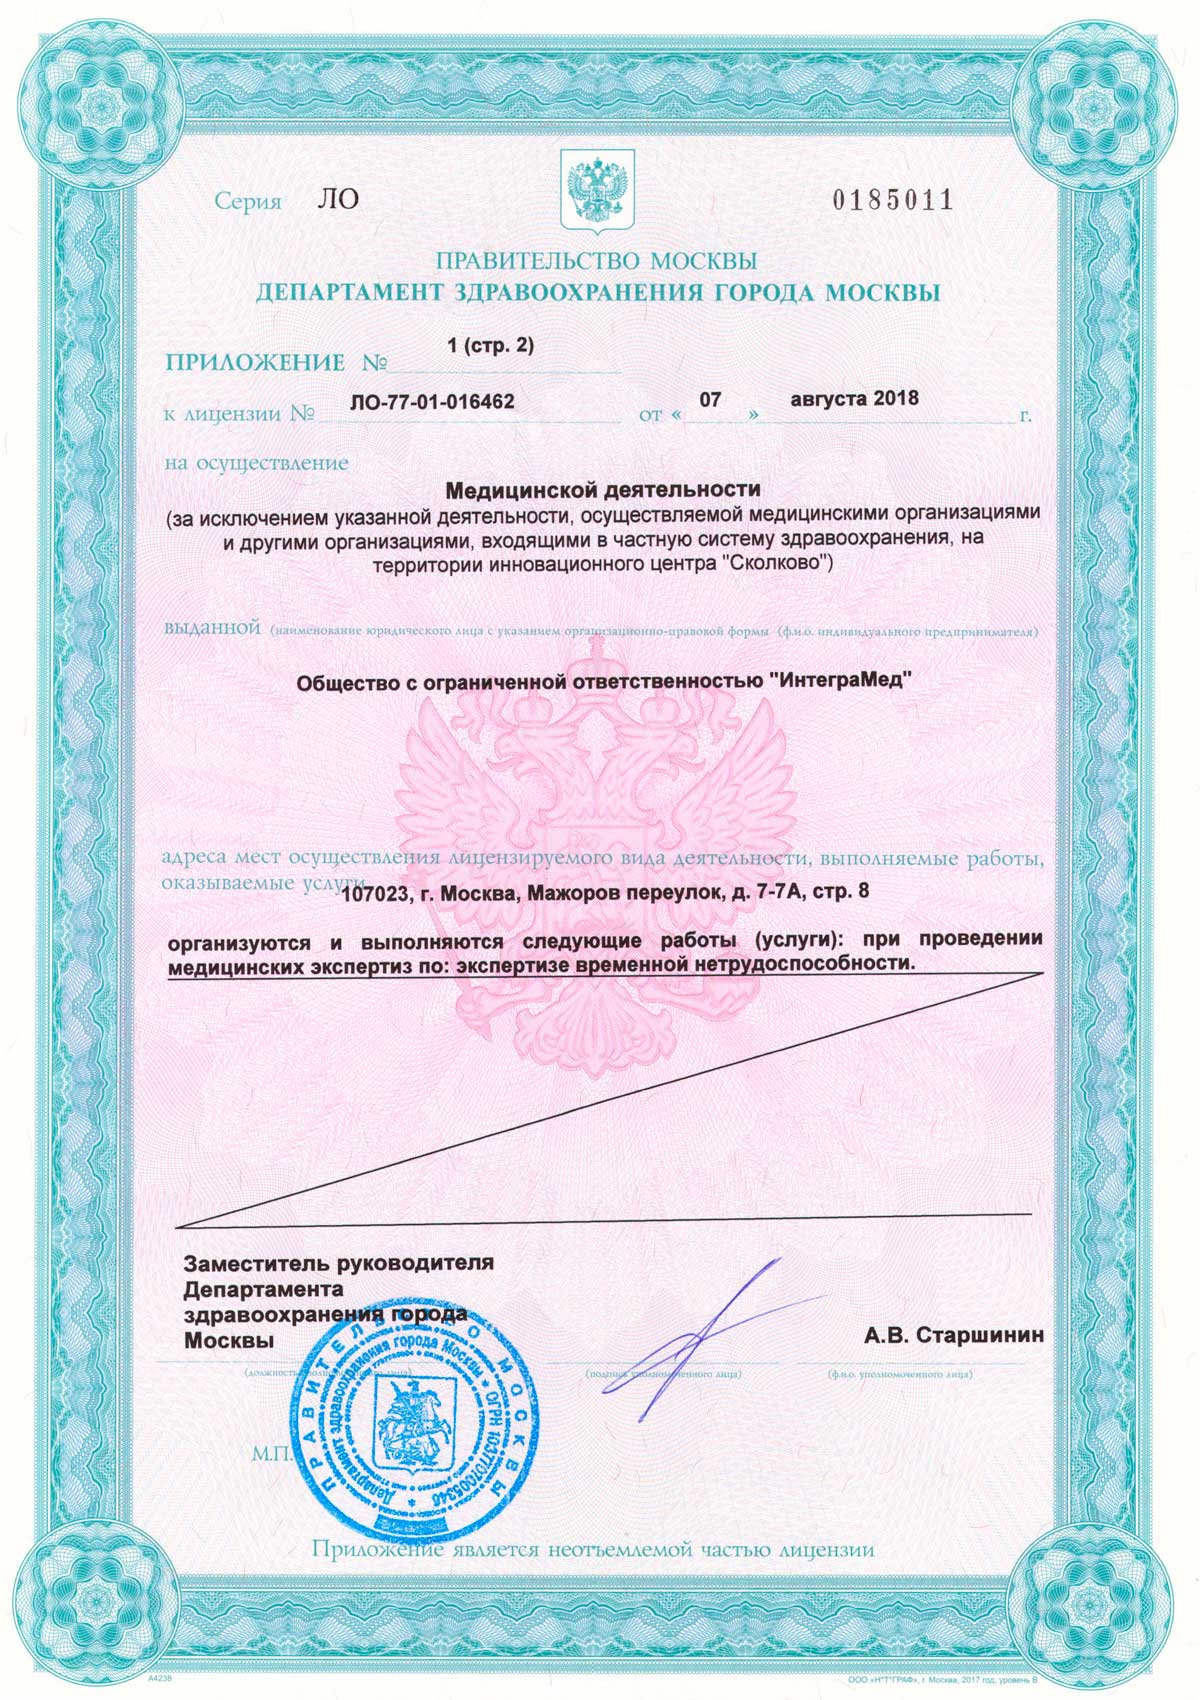 Серия ЛО 0185011
ПРАВИТЕЛЬСТВО МОСКВЫ
ДЕПАРТАМЕНТ ЗДРАВООХРАНЕНИЯ ГОРОДА МОСКВЫ
ПРИЛОЖЕНИЕ № 1 (стр. 2)
к лицензии № ЛО-77-01-016462 от « 07 » августа 2018 г.
на осуществление
Медицинской деятельности
(за исключением указанной деятельности, осуществляемой медицинскими организациями
и другими организациями, входящими в частную систему здравоохранения, на
территории инновационного центра "Сколково")
выданной (наименование юридического лица с указанием организационно-правовой формы (ф.и.о. индивидуального предпринимателя)
Общество с ограниченной ответственностью "ИнтеграМед"
адреса мест осуществления лицензируемого вида деятельности, выполняемые работы,
оказываемые услуги
107023, г. Москва, Мажоров переулок, д. 7-7А, стр. 8
организуются и выполняются следующие работы (услуги): при проведении
медицинских экспертиз по: экспертизе временной нетрудоспособности.
Заместитель руководителя
Департамента
здравоохранения города
Москвы
А.В. Старшинин
(подпись уполномоченного лица) (ф.и.о. уполномоченного лица)
ПРАВИТЕЛЬСТВО МОСКВЫ
Департамент здравоохранения города Москвы * ОГРН 1037707005346 *
М.П.
Приложение является неотъемлемой частью лицензии
А4238 ООО «Н*Т*ГРАФ», г. Москва, 2017 год, уровень В